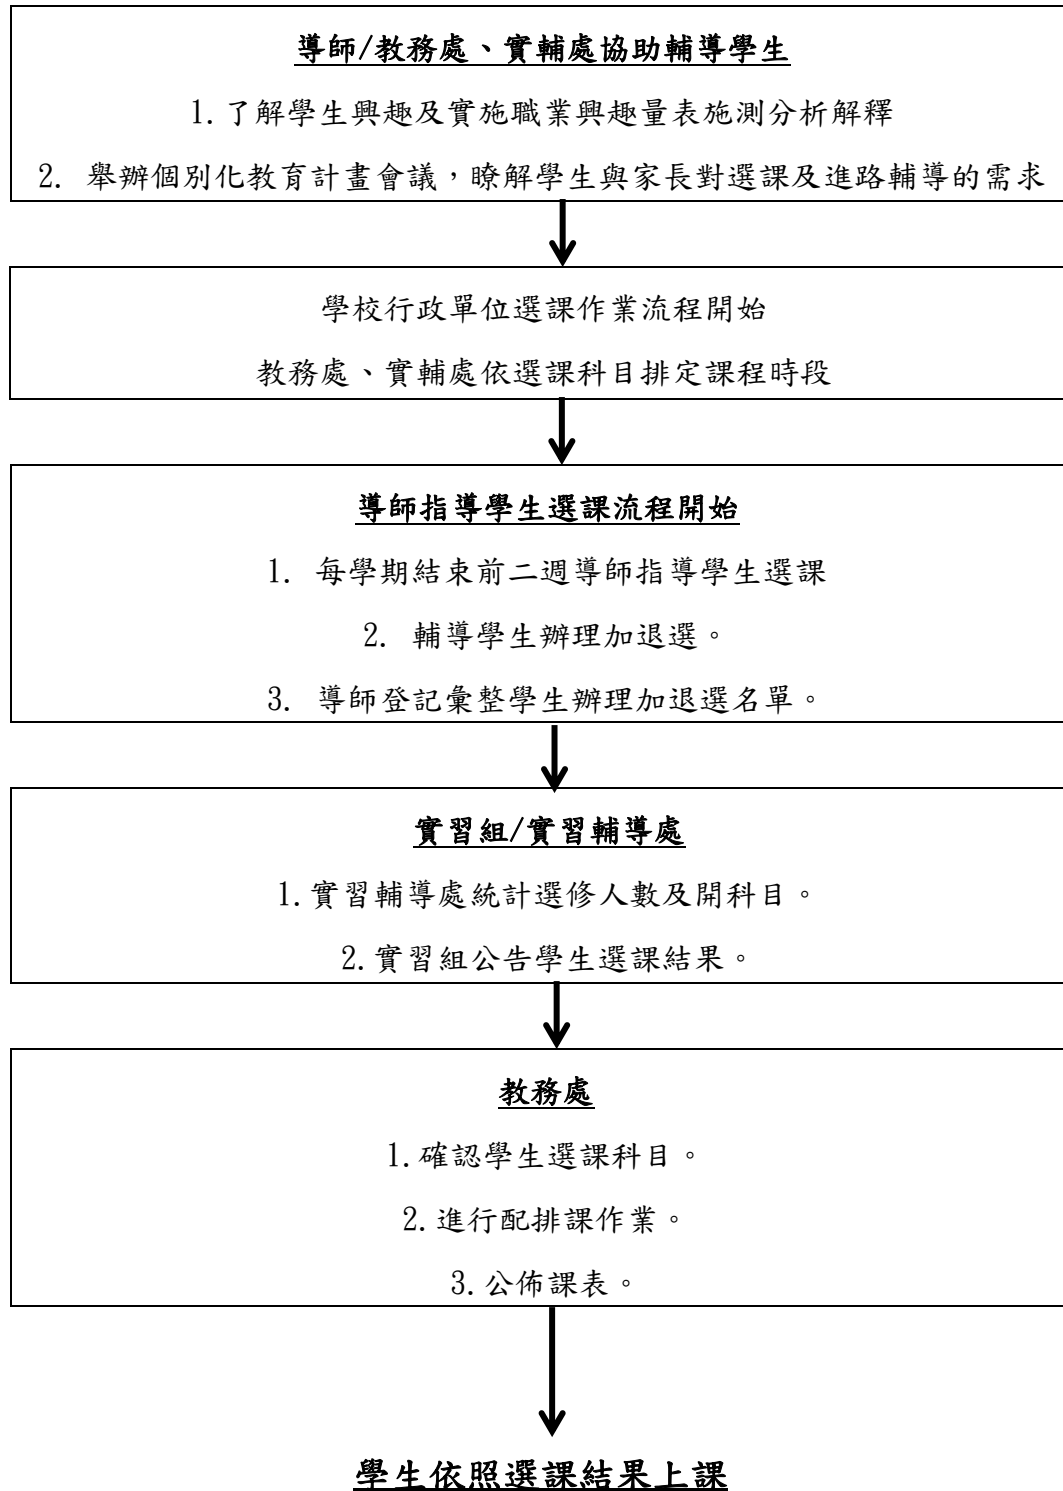 導師/教務處、實輔處協助輔導學生
1.了解學生興趣及實施職業興趣量表施測分析解釋
2. 舉辦個別化教育計畫會議，瞭解學生與家長對選課及進路輔導的需求
學校行政單位選課作業流程開始
教務處、實輔處依選課科目排定課程時段
導師指導學生選課流程開始
1. 每學期結束前二週導師指導學生選課
2. 輔導學生辦理加退選。
3. 導師登記彙整學生辦理加退選名單。
實習組/實習輔導處
1.實習輔導處統計選修人數及開科目。
2.實習組公告學生選課結果。
教務處
1.確認學生選課科目。
2.進行配排課作業。
3.公佈課表。
學生依照選課結果上課